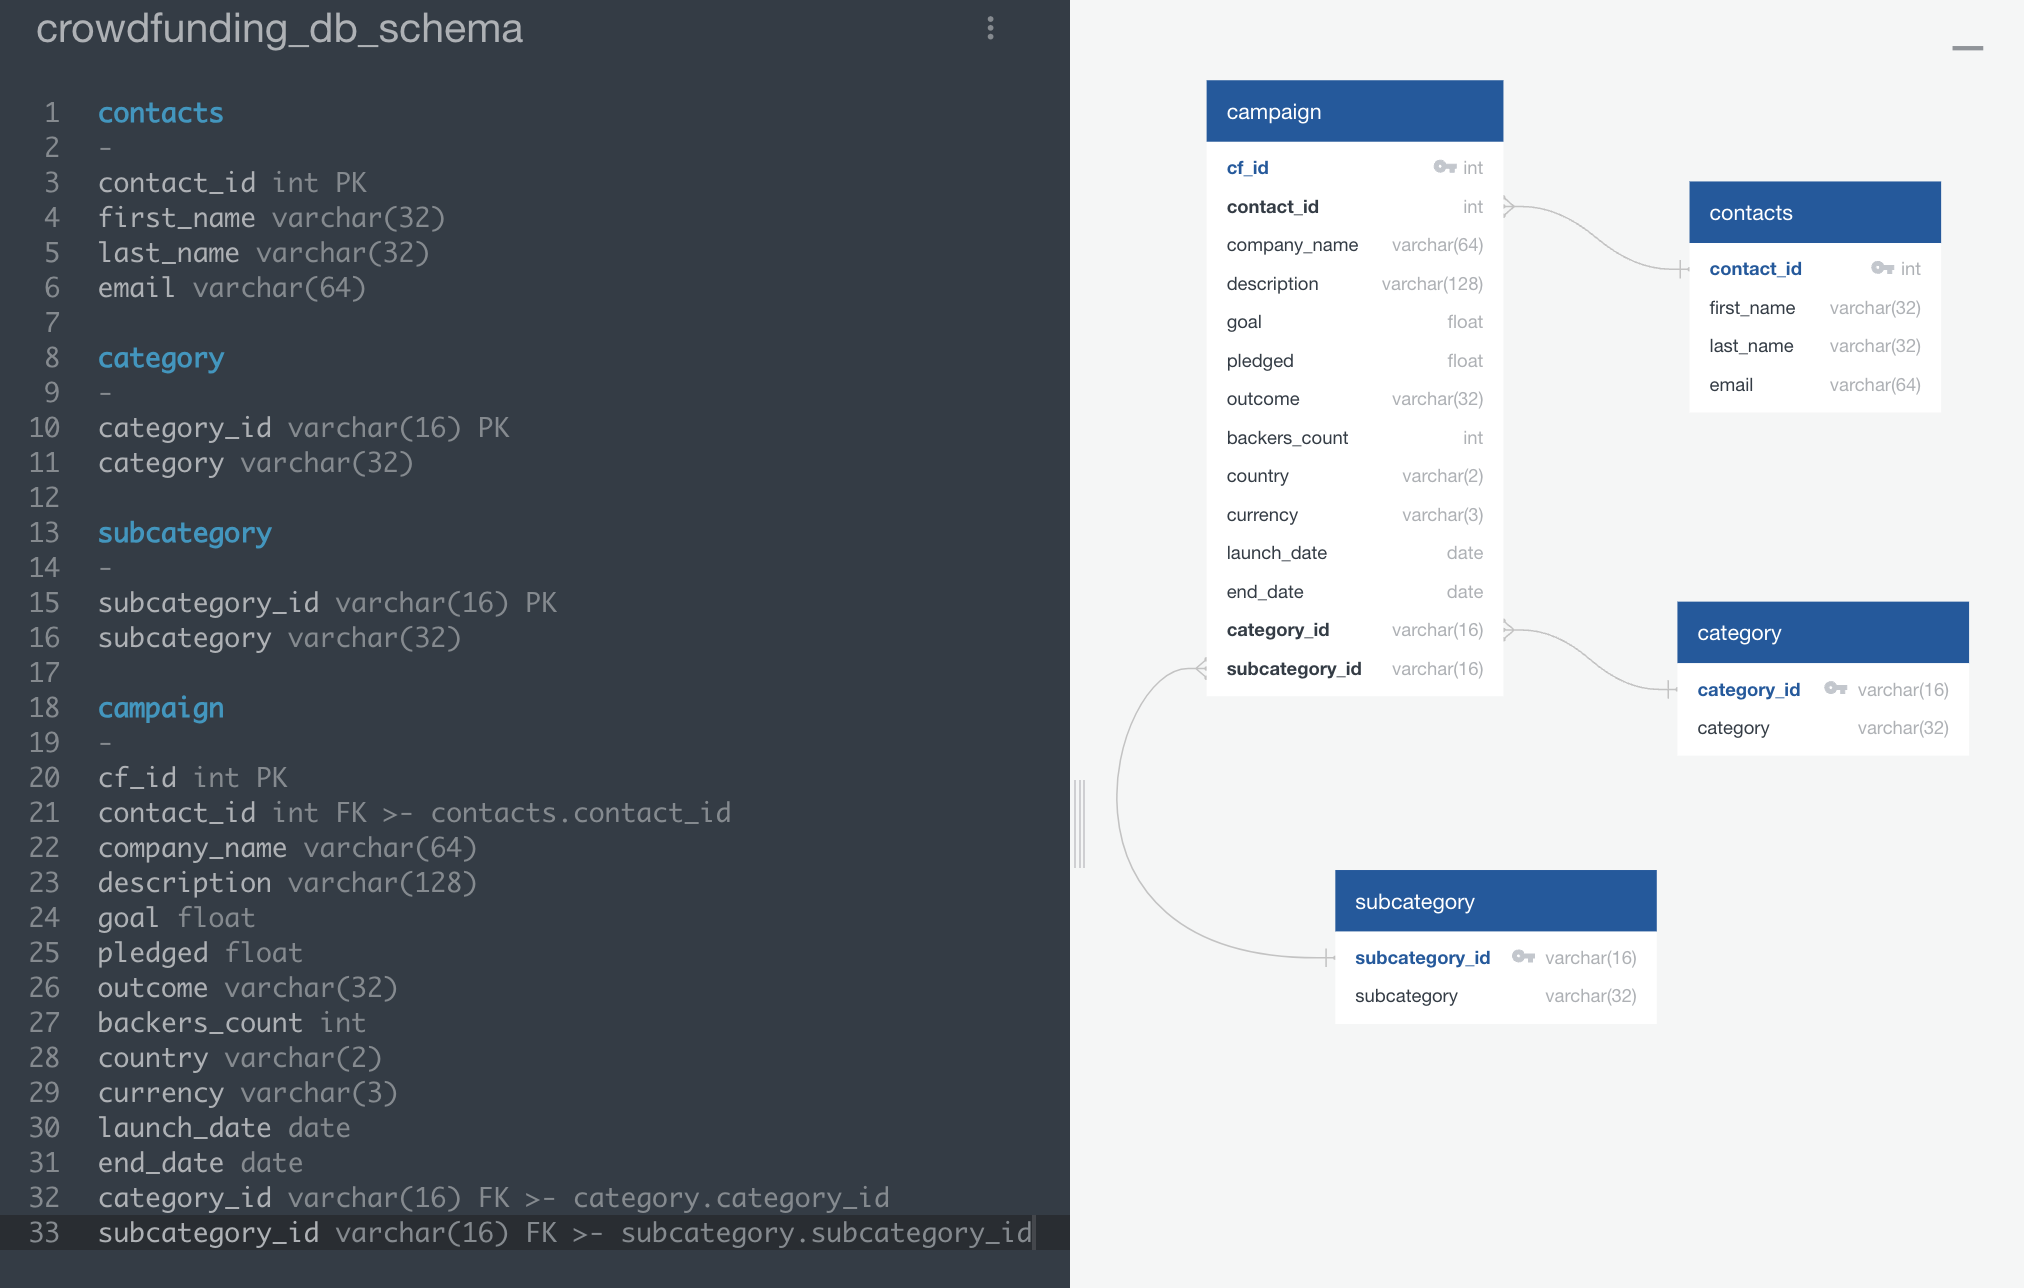 crowdfunding_db_schema
1 contacts
2 -
3 contact_id int PK
4 first_name varchar(32)
5 last_name varchar(32)
6 email varchar(64)
7
8 category
9 -
10 category_id varchar(16) PK
11 category varchar(32)
12
13 subcategory
14 -
15 subcategory_id varchar(16) PK
16 subcategory varchar(32)
17
18 campaign
19 -
20 cf_id int PK
21 contact_id int FK >- contacts.contact_id
22 company_name varchar(64)
23 description varchar(128)
24 goal float
25 pledged float
26 outcome varchar(32)
27 backers_count int
28 country varchar(2)
29 currency varchar(3)
30 launch_date date
31 end_date date
32 category_id varchar(16) FK >- category.category_id
33 subcategory_id varchar(16) FK >- subcategory.subcategory_id
campaign
cf_id int
contact_id int
company_name varchar(64)
description varchar(128)
goal float
pledged float
outcome varchar(32)
backers_count int
country varchar(2)
currency varchar(3)
launch_date date
end_date date
category_id varchar(16)
subcategory_id varchar(16)
contacts
contact_id int
first_name varchar(32)
last_name varchar(32)
email varchar(64)
category
category_id varchar(16)
category varchar(32)
subcategory
subcategory_id varchar(16)
subcategory varchar(32)